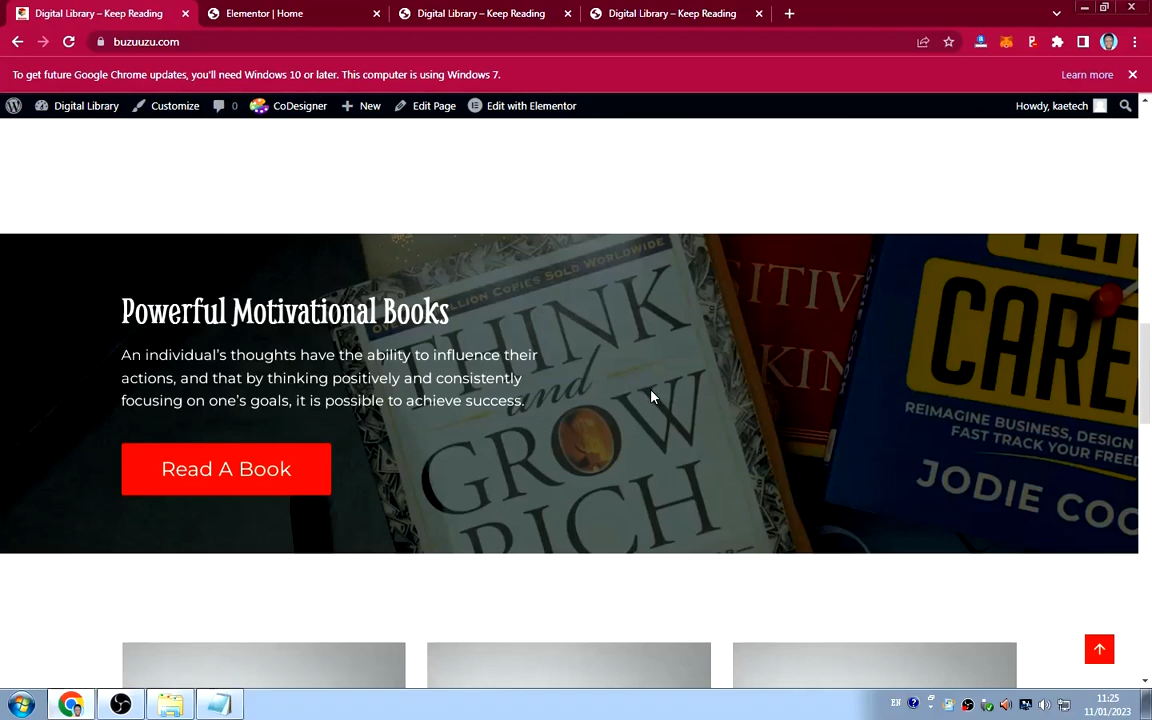 Digital Library – Keep Reading
Elementor | Home
Digital Library – Keep Reading
Digital Library – Keep Reading
buzuuzu.com
To get future Google Chrome updates, you'll need Windows 10 or later. This computer is using Windows 7.
Learn more
Digital Library
Customize
0
CoDesigner
New
Edit Page
Edit with Elementor
Howdy, kaetech
Powerful Motivational Books
An individual's thoughts have the ability to influence their
actions, and that by thinking positively and consistently
focusing on one's goals, it is possible to achieve success.
Read A Book
COPIES SOLD WORLDWIDE
THINK
and
GROW
RICH
CAREE
REIMAGINE BUSINESS, DESIGN
FAST TRACK YOUR
JODIE
EN
11:25
11/01/2023